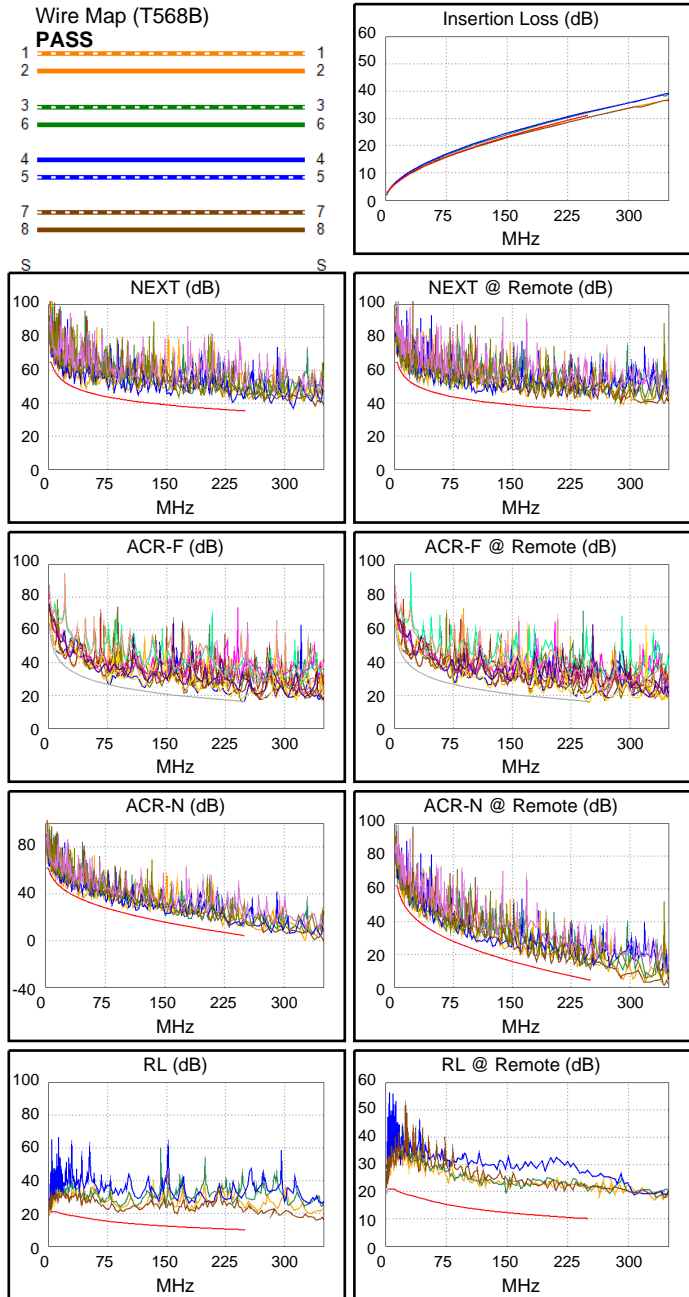 Wire Map (T568B)
PASS
1 1
2 2
3 3
6 6
4 4
5 5
7 7
8 8
S S
Insertion Loss (dB)
60
50
40
30
20
10
0
0 75 150 225 300
MHz
NEXT (dB)
100
80
60
40
20
0
0 75 150 225 300
MHz
NEXT @ Remote (dB)
100
80
60
40
20
0
0 75 150 225 300
MHz
ACR-F (dB)
100
80
60
40
20
0
0 75 150 225 300
MHz
ACR-F @ Remote (dB)
100
80
60
40
20
0
0 75 150 225 300
MHz
ACR-N (dB)
80
40
0
-40
0 75 150 225 300
MHz
ACR-N @ Remote (dB)
100
80
60
40
20
0
0 75 150 225 300
MHz
RL (dB)
100
80
60
40
20
0
0 75 150 225 300
MHz
RL @ Remote (dB)
60
50
40
30
20
10
0
0 75 150 225 300
MHz